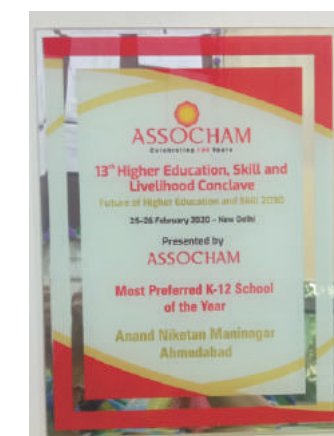 ASSOCHAM
Celebrating 100 Years
13th Higher Education, Skill and
Livelihood Conclave
Future of Higher Education and Skill 2030
25-26 February 2020 - New Delhi
Presented by
ASSOCHAM
Most Preferred K-12 School
of the Year
Anand Niketan Maninagar
Ahmedabad